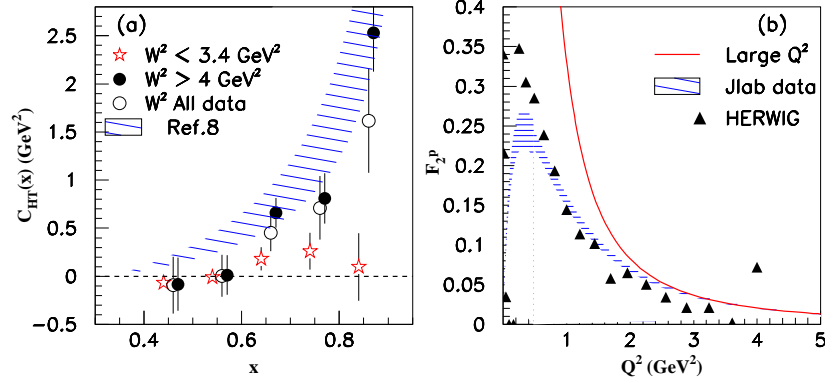 (a)
W² < 3.4 GeV²
W² > 4 GeV²
W² All data
Ref.8
C_HT(x) (GeV²)
2.5
2
1.5
1
0.5
0
-0.5
0.4
0.6
0.8
x
(b)
Large Q²
Jlab data
HERWIG
F₂ᵖ
0.4
0.35
0.3
0.25
0.2
0.15
0.1
0.05
0
1
2
3
4
5
Q² (GeV²)